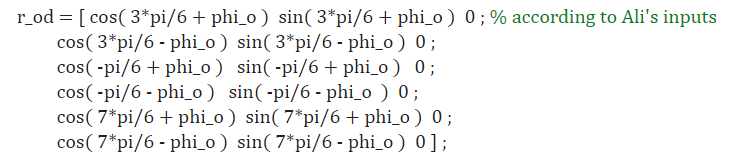 r_od = [ cos( 3*pi/6 + phi_o ) sin( 3*pi/6 + phi_o ) 0 ; % according to Ali's inputs
cos( 3*pi/6 - phi_o ) sin( 3*pi/6 - phi_o ) 0 ;
cos( -pi/6 + phi_o ) sin( -pi/6 + phi_o ) 0 ;
cos( -pi/6 - phi_o ) sin( -pi/6 - phi_o ) 0 ;
cos( 7*pi/6 + phi_o ) sin( 7*pi/6 + phi_o ) 0 ;
cos( 7*pi/6 - phi_o ) sin( 7*pi/6 - phi_o ) 0 ] ;